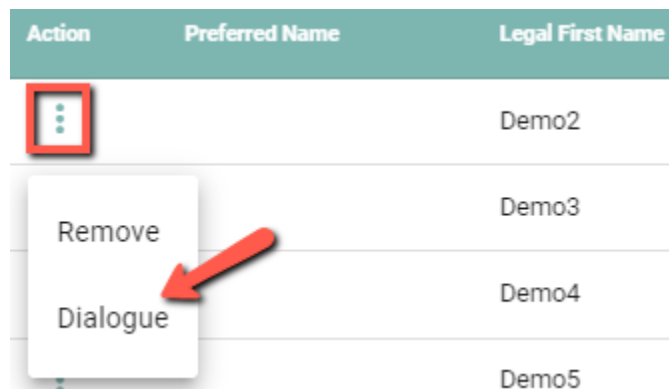 Action Preferred Name Legal First Name
Demo2
Demo3
Remove
Demo4
Dialogue
Demo5